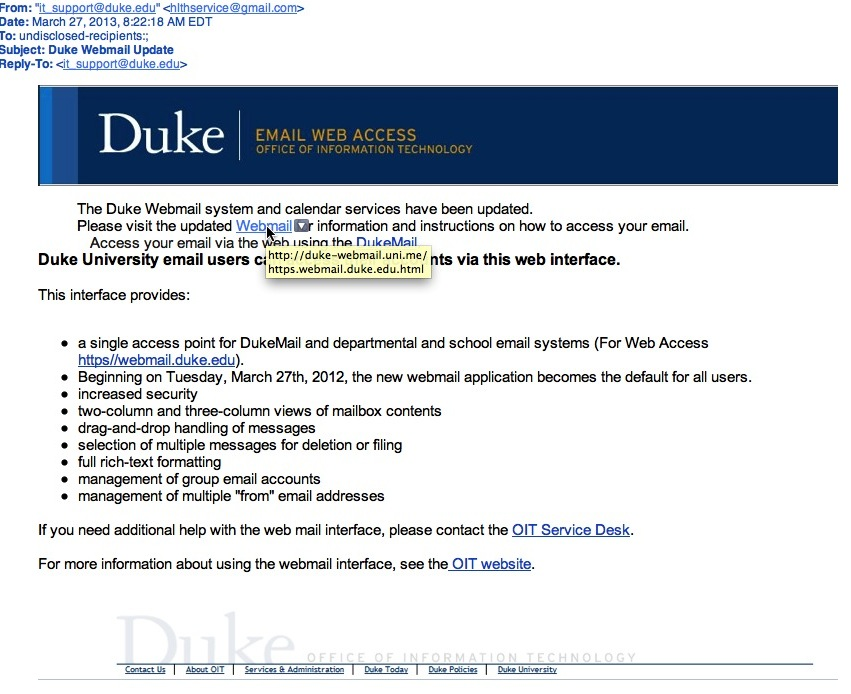 From: "it_support@duke.edu" <hlthservice@gmail.com>
Date: March 27, 2013, 8:22:18 AM EDT
To: undisclosed-recipients:;
Subject: Duke Webmail Update
Reply-To: <it_support@duke.edu>
Duke
EMAIL WEB ACCESS
OFFICE OF INFORMATION TECHNOLOGY
The Duke Webmail system and calendar services have been updated.
Please visit the updated Webmail r information and instructions on how to access your email.
Access your email via the web using the DukeMail
http://duke-webmail.uni.me/
https.webmail.duke.edu.html
Duke University email users ca nts via this web interface.
This interface provides:
• a single access point for DukeMail and departmental and school email systems (For Web Access
https//webmail.duke.edu).
• Beginning on Tuesday, March 27th, 2012, the new webmail application becomes the default for all users.
• increased security
• two-column and three-column views of mailbox contents
• drag-and-drop handling of messages
• selection of multiple messages for deletion or filing
• full rich-text formatting
• management of group email accounts
• management of multiple "from" email addresses
If you need additional help with the web mail interface, please contact the OIT Service Desk.
For more information about using the webmail interface, see the OIT website.
Duke OFFICE OF INFORMATION TECHNOLOGY
Contact Us | About OIT | Services & Administration | Duke Today | Duke Policies | Duke University